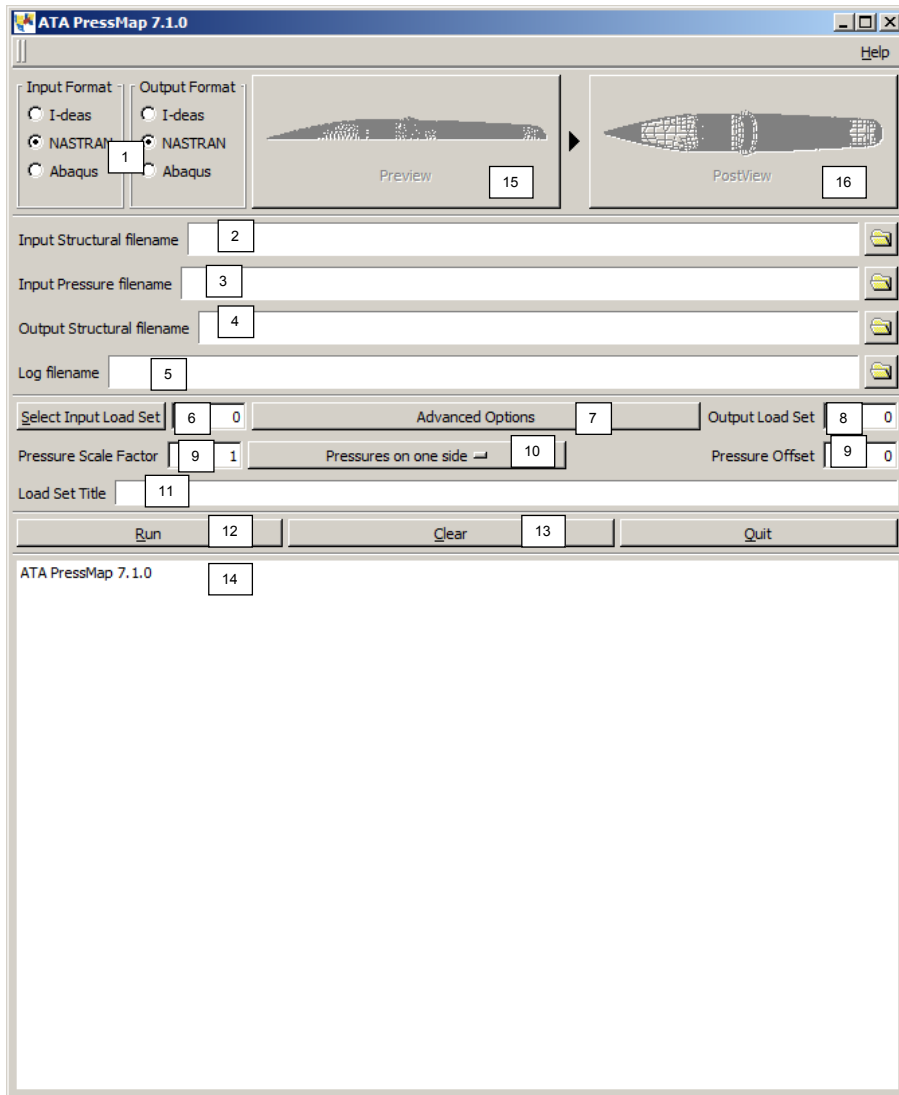 ATA PressMap 7.1.0
Help
Input Format Output Format
I-deas I-deas
NASTRAN NASTRAN
1
Abaqus Abaqus
Preview 15
PostView 16
Input Structural filename 2
Input Pressure filename 3
Output Structural filename 4
Log filename 5
Select Input Load Set 6 0 Advanced Options 7 Output Load Set 8 0
Pressure Scale Factor 9 1 Pressures on one side 10 Pressure Offset 9 0
Load Set Title 11
Run 12 Clear 13 Quit
ATA PressMap 7.1.0 14